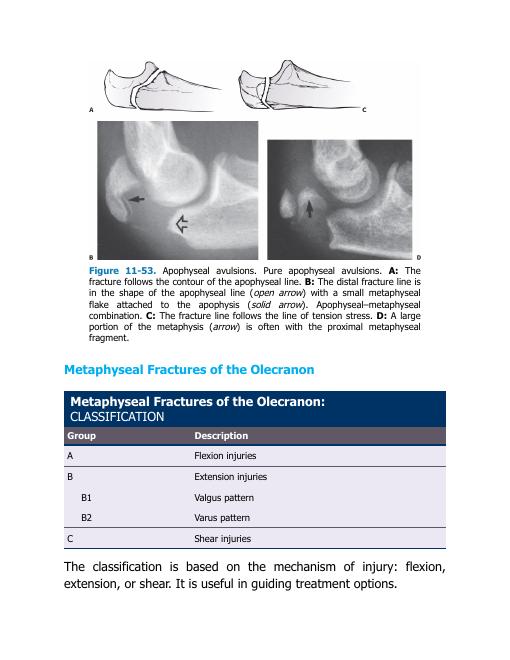 A
C
B
D
Figure 11-53. Apophyseal avulsions. Pure apophyseal avulsions. A: The
fracture follows the contour of the apophyseal line. B: The distal fracture line is
in the shape of the apophyseal line (open arrow) with a small metaphyseal
flake attached to the apophysis (solid arrow). Apophyseal–metaphyseal
combination. C: The fracture line follows the line of tension stress. D: A large
portion of the metaphysis (arrow) is often with the proximal metaphyseal
fragment.
Metaphyseal Fractures of the Olecranon
Metaphyseal Fractures of the Olecranon:
CLASSIFICATION
Group Description
A Flexion injuries
B Extension injuries
B1 Valgus pattern
B2 Varus pattern
C Shear injuries
The classification is based on the mechanism of injury: flexion,
extension, or shear. It is useful in guiding treatment options.